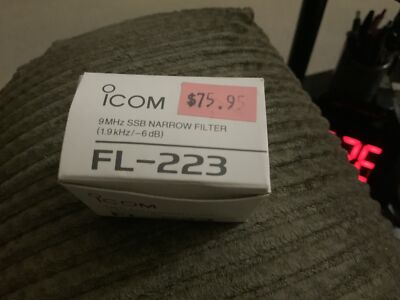 ICOM
$75.95
9MHz SSB NARROW FILTER
(1.9kHz/-6dB)
FL-223
ICOM